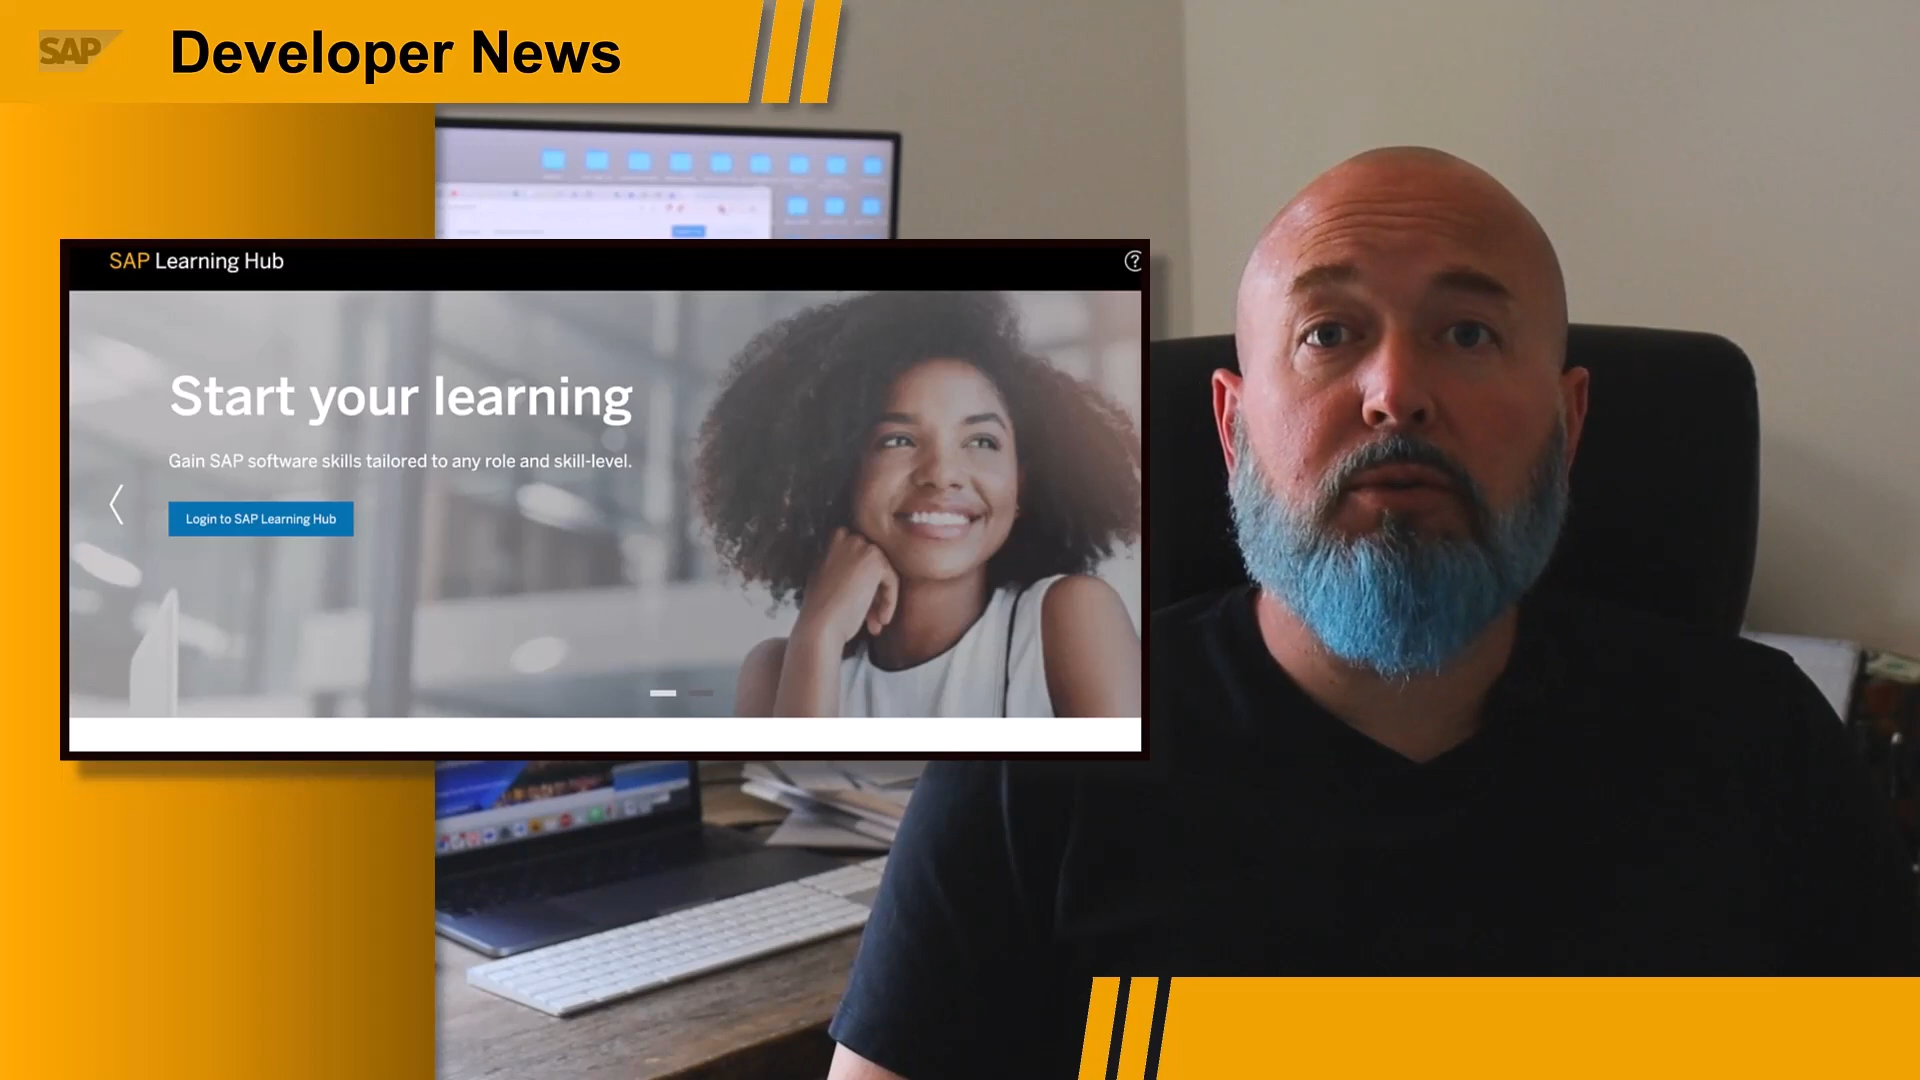 SAP
Developer News
SAP Learning Hub
?
Start your learning
Gain SAP software skills tailored to any role and skill-level.
Login to SAP Learning Hub